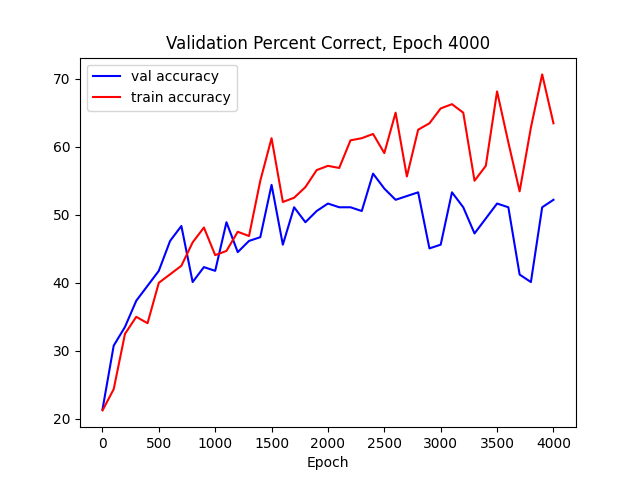 Validation Percent Correct, Epoch 4000
val accuracy
train accuracy
70
60
50
40
30
20
0 500 1000 1500 2000 2500 3000 3500 4000
Epoch